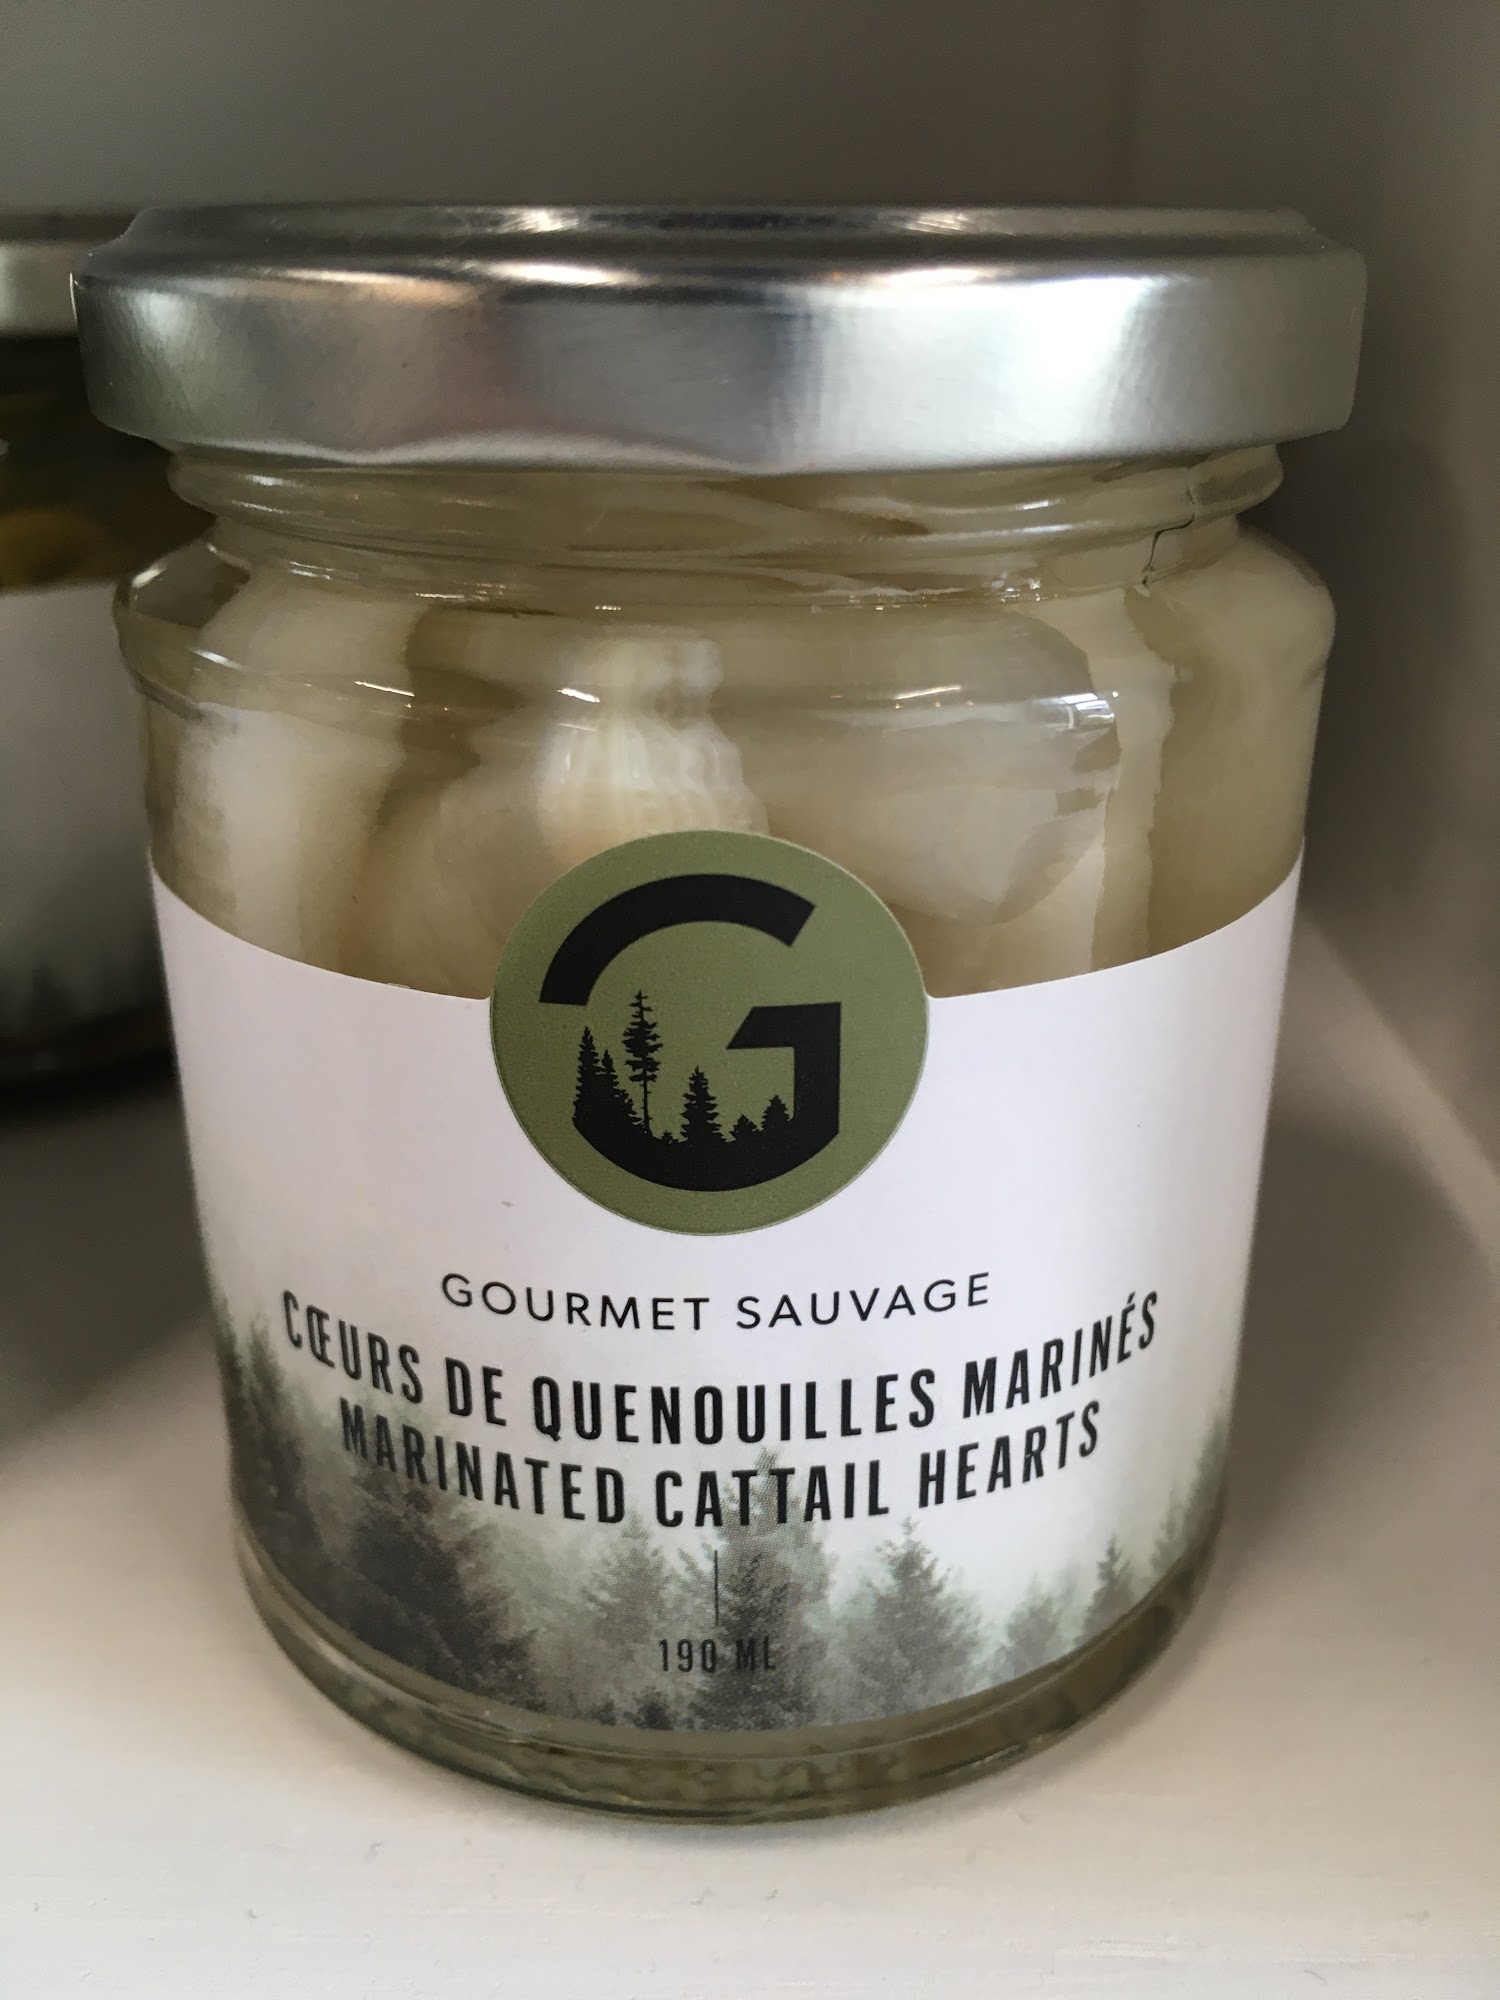 G
GOURMET SAUVAGE
CŒURS DE QUENOUILLES MARINÉS
MARINATED CATTAIL HEARTS
190 ML